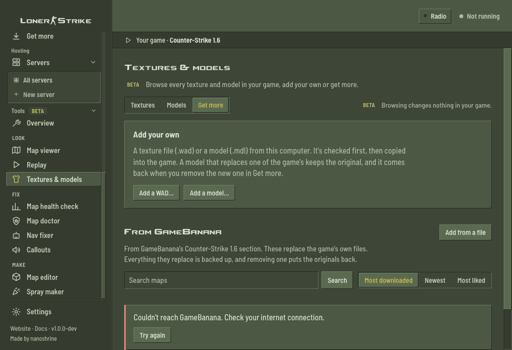 LONERSTRIKE
Radio
Not running
Get more
Hosting
Servers
All servers
New server
Tools BETA
Overview
LOOK
Map viewer
Replay
Textures & models
FIX
Map health check
Map doctor
Nav fixer
Callouts
MAKE
Map editor
Spray maker
Settings
Website · Docs · v1.0.0-dev
Made by nanoshrine
Your game · Counter-Strike 1.6
TEXTURES & MODELS
BETA Browse every texture and model in your game, add your own or get more.
Textures Models Get more
BETA Browsing changes nothing in your game.
Add your own
A texture file (.wad) or a model (.mdl) from this computer. It's checked first, then copied
into the game. A model that replaces one of the game's keeps the original, and it comes
back when you remove the new one in Get more.
Add a WAD... Add a model...
FROM GAMEBANANA
Add from a file
From GameBanana's Counter-Strike 1.6 section. These replace the game's own files.
Everything they replace is backed up, and removing one puts the originals back.
Search maps
Search
Most downloaded Newest Most liked
Couldn't reach GameBanana. Check your internet connection.
Try again